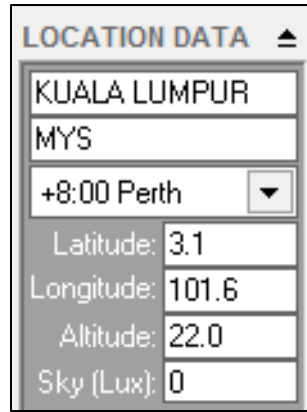 LOCATION DATA
KUALA LUMPUR
MYS
+8:00 Perth
Latitude: 3.1
Longitude: 101.6
Altitude: 22.0
Sky (Lux): 0